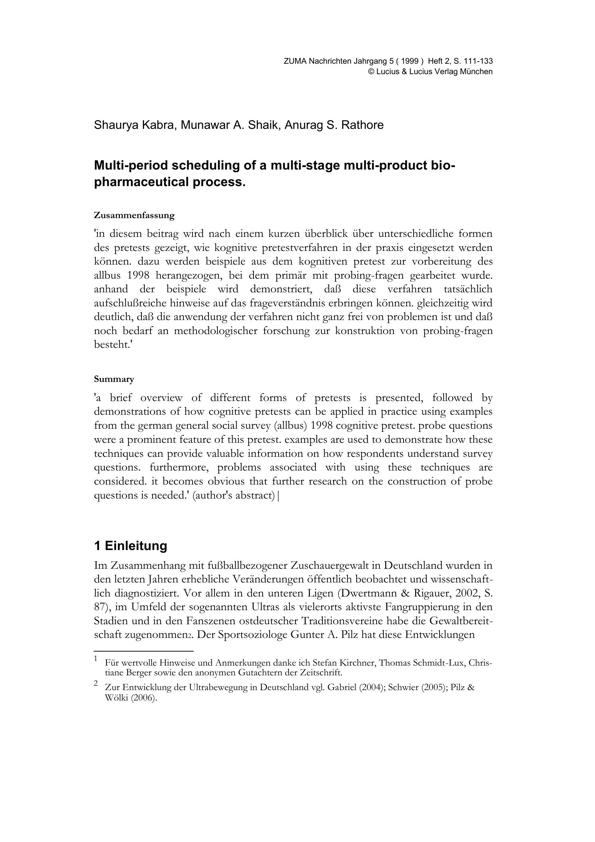 ZUMA Nachrichten Jahrgang 5 ( 1999 )  Heft 2, S. 111-133
© Lucius & Lucius Verlag München
Shaurya Kabra, Munawar A. Shaik, Anurag S. Rathore
Multi-period scheduling of a multi-stage multi-product bio-
pharmaceutical process.
Zusammenfassung
'in diesem beitrag wird nach einem kurzen überblick über unterschiedliche formen
des pretests gezeigt, wie kognitive pretestverfahren in der praxis eingesetzt werden
können. dazu werden beispiele aus dem kognitiven pretest zur vorbereitung des
allbus 1998 herangezogen, bei dem primär mit probing-fragen gearbeitet wurde.
anhand der beispiele wird demonstriert, daß diese verfahren tatsächlich
aufschlußreiche hinweise auf das frageverständnis erbringen können. gleichzeitig wird
deutlich, daß die anwendung der verfahren nicht ganz frei von problemen ist und daß
noch bedarf an methodologischer forschung zur konstruktion von probing-fragen
besteht.'
Summary
'a brief overview of different forms of pretests is presented, followed by
demonstrations of how cognitive pretests can be applied in practice using examples
from the german general social survey (allbus) 1998 cognitive pretest. probe questions
were a prominent feature of this pretest. examples are used to demonstrate how these
techniques can provide valuable information on how respondents understand survey
questions. furthermore, problems associated with using these techniques are
considered. it becomes obvious that further research on the construction of probe
questions is needed.' (author's abstract)|
1 Einleitung
Im Zusammenhang mit fußballbezogener Zuschauergewalt in Deutschland wurden in
den letzten Jahren erhebliche Veränderungen öffentlich beobachtet und wissenschaft-
lich diagnostiziert. Vor allem in den unteren Ligen (Dwertmann & Rigauer, 2002, S.
87), im Umfeld der sogenannten Ultras als vielerorts aktivste Fangruppierung in den
Stadien und in den Fanszenen ostdeutscher Traditionsvereine habe die Gewaltbereit-
schaft zugenommen2. Der Sportsoziologe Gunter A. Pilz hat diese Entwicklungen
1 Für wertvolle Hinweise und Anmerkungen danke ich Stefan Kirchner, Thomas Schmidt-Lux, Chris-
tiane Berger sowie den anonymen Gutachtern der Zeitschrift.
2 Zur Entwicklung der Ultrabewegung in Deutschland vgl. Gabriel (2004); Schwier (2005); Pilz &
Wölki (2006).